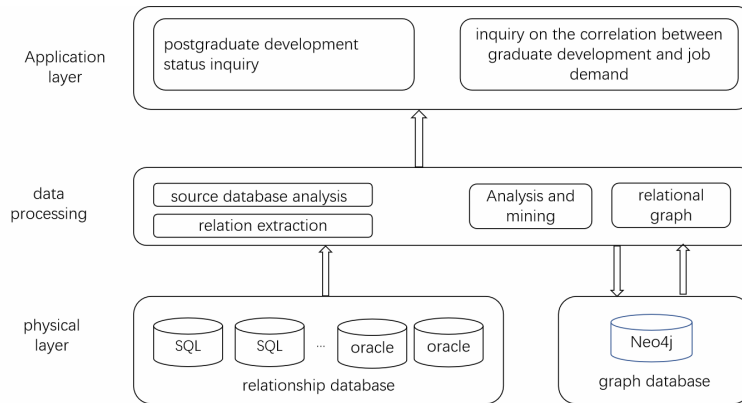 Application
layer
postgraduate development
status inquiry
inquiry on the correlation between
graduate development and job
demand
data
processing
source database analysis
relation extraction
Analysis and
mining
relational
graph
physical
layer
SQL
SQL
...
oracle
oracle
relationship database
Neo4j
graph database